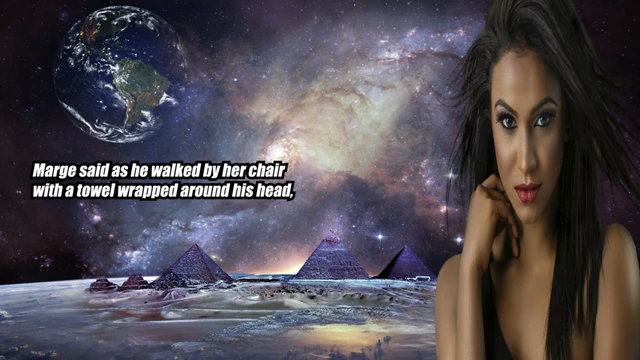 Marge said as he walked by her chair
with a towel wrapped around his head,